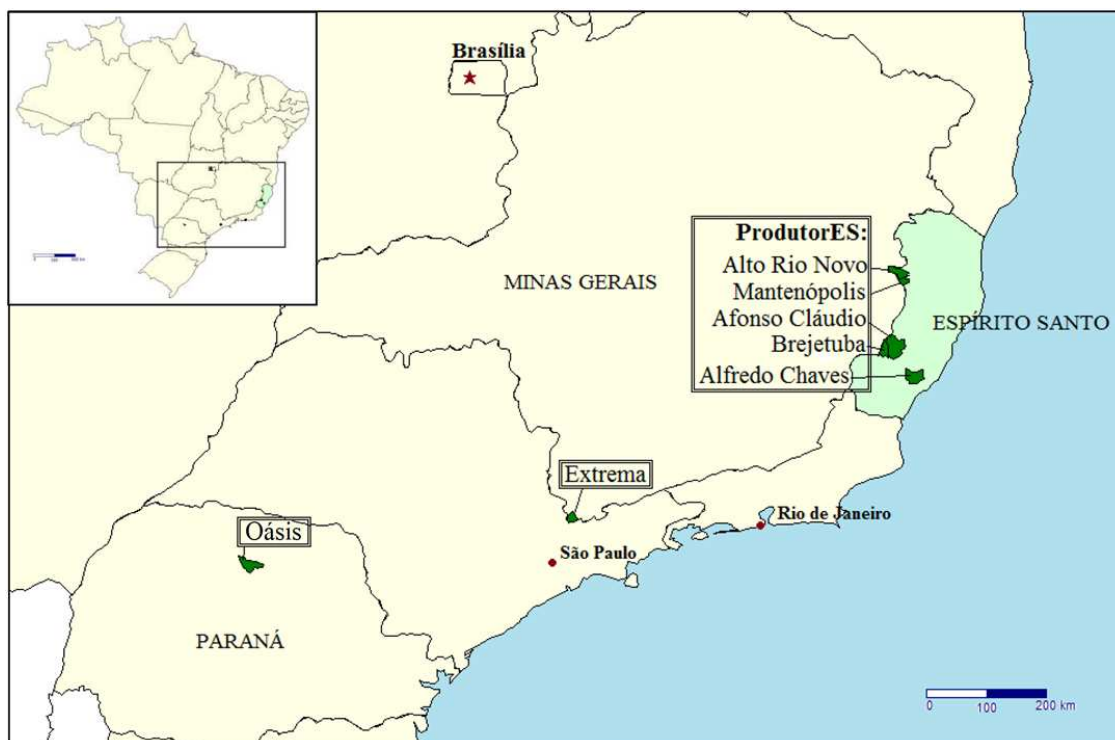 Brasília
ProdutorES:
Alto Rio Novo
Mantenópolis
Afonso Cláudio
Brejetuba
Alfredo Chaves
MINAS GERAIS
ESPÍRITO SANTO
Extrema
Rio de Janeiro
Oásis
São Paulo
PARANÁ
0 100 200 km